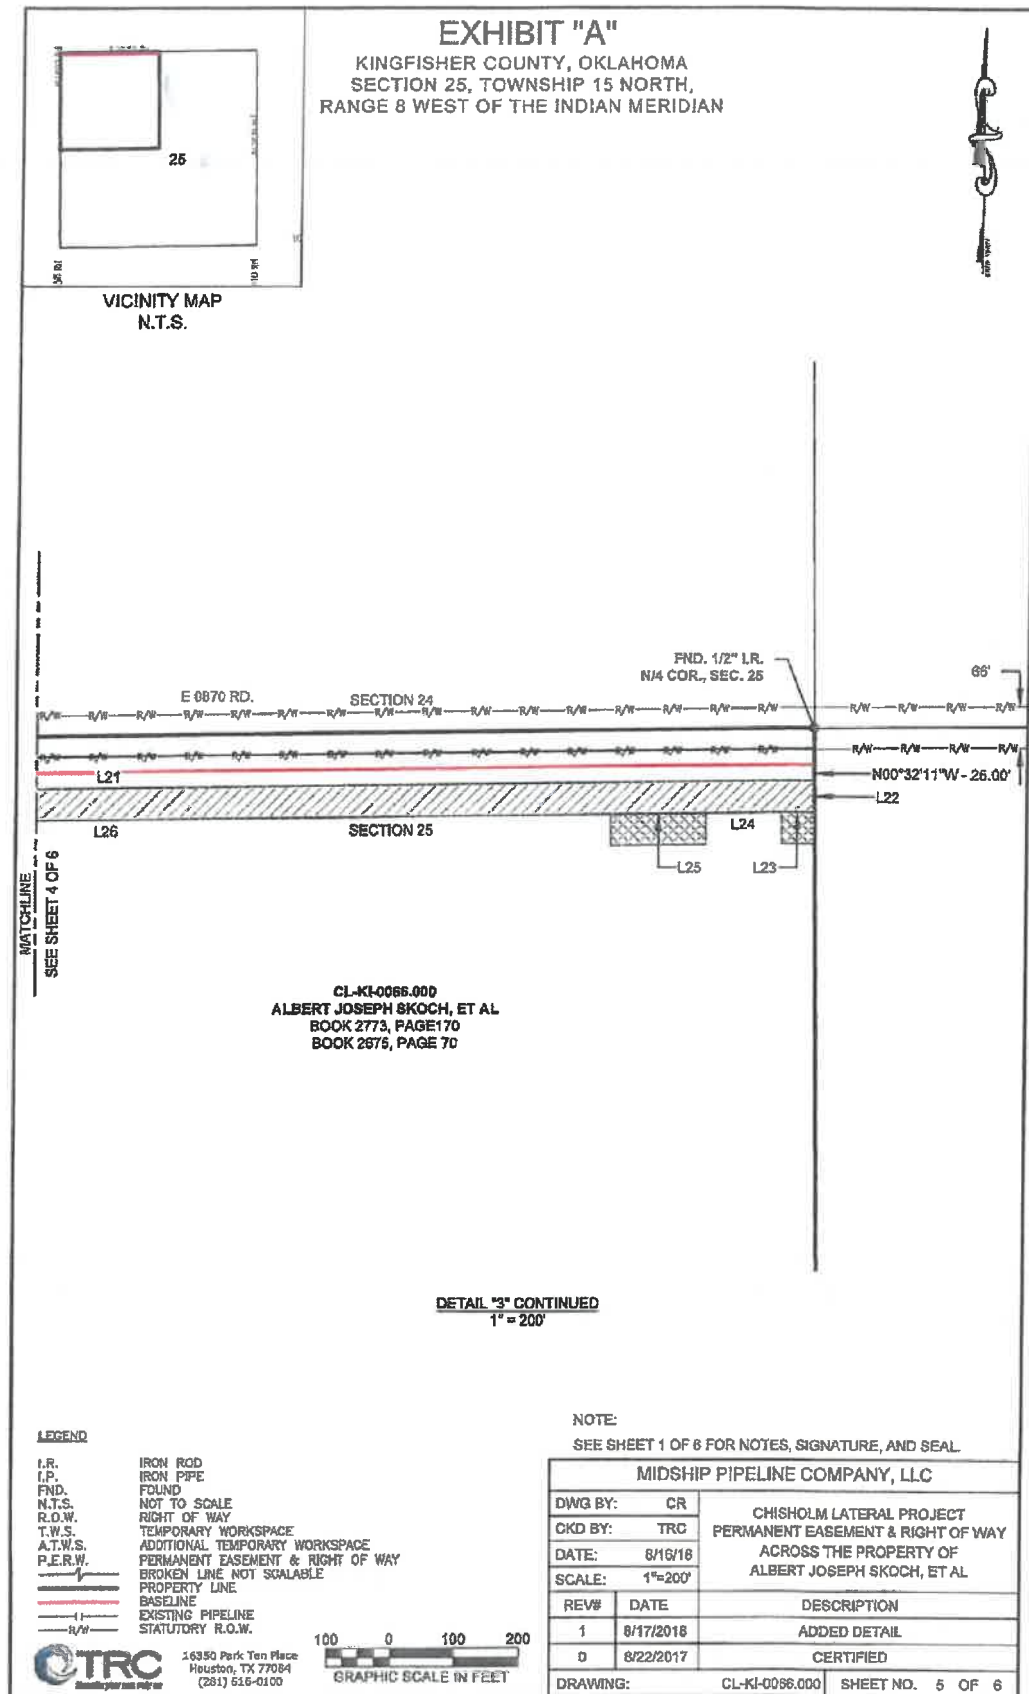 EXHIBIT "A"
KINGFISHER COUNTY, OKLAHOMA
SECTION 25, TOWNSHIP 15 NORTH,
RANGE 8 WEST OF THE INDIAN MERIDIAN
25
VICINITY MAP
N.T.S.
FND. 1/2" I.R.
N/4 COR., SEC. 25
66'
E 0870 RD.
SECTION 24
R/W R/W R/W R/W R/W R/W R/W R/W R/W R/W R/W R/W R/W R/W R/W R/W R/W R/W R/W R/W
R/W R/W R/W R/W R/W R/W R/W R/W R/W R/W R/W R/W R/W R/W R/W R/W R/W R/W R/W R/W
L21
N00°32'11"W - 26.00'
L22
L26
SECTION 25
L24
L25
L23
MATCHLINE
SEE SHEET 4 OF 6
CL-KI-0066.000
ALBERT JOSEPH SKOCH, ET AL
BOOK 2773, PAGE170
BOOK 2675, PAGE 70
DETAIL "3" CONTINUED
1" = 200'
LEGEND
I.R. IRON ROD
I.P. IRON PIPE
FND. FOUND
N.T.S. NOT TO SCALE
R.O.W. RIGHT OF WAY
T.W.S. TEMPORARY WORKSPACE
A.T.W.S. ADDITIONAL TEMPORARY WORKSPACE
P.E.R.W. PERMANENT EASEMENT & RIGHT OF WAY
BROKEN LINE NOT SCALABLE
PROPERTY LINE
BASELINE
EXISTING PIPELINE
R/W STATUTORY R.O.W.
TRC
16350 Park Ten Place
Houston, TX 77084
(281) 616-0100
100 0 100 200
GRAPHIC SCALE IN FEET
NOTE:
SEE SHEET 1 OF 6 FOR NOTES, SIGNATURE, AND SEAL
MIDSHIP PIPELINE COMPANY, LLC
DWG BY: CR
CKD BY: TRC
DATE: 8/16/18
SCALE: 1"=200'
CHISHOLM LATERAL PROJECT
PERMANENT EASEMENT & RIGHT OF WAY
ACROSS THE PROPERTY OF
ALBERT JOSEPH SKOCH, ET AL
REV# DATE DESCRIPTION
1 8/17/2018 ADDED DETAIL
0 8/22/2017 CERTIFIED
DRAWING: CL-KI-0066.000 SHEET NO. 5 OF 6